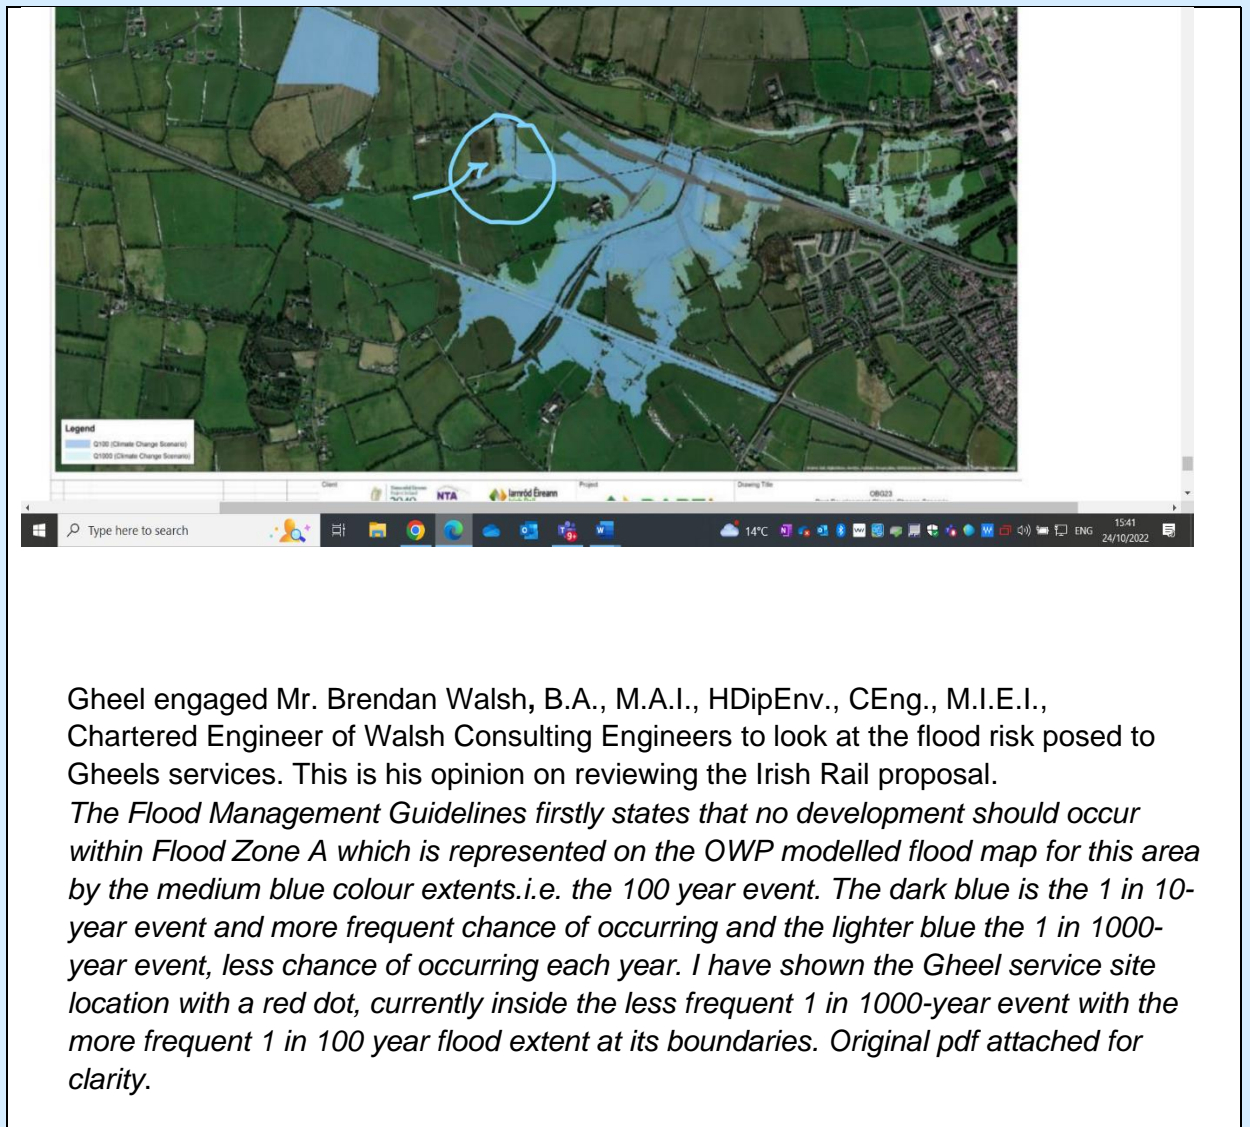 Legend
Q100 (Climate Change Scenario)
Q1000 (Climate Change Scenario)
Client
Project
Drawing Title
NTA
Iarnród Éireann
OBG23
Type here to search
14°C
ENG
15:41
24/10/2022
Gheel engaged Mr. Brendan Walsh, B.A., M.A.I., HDipEnv., CEng., M.I.E.I.,
Chartered Engineer of Walsh Consulting Engineers to look at the flood risk posed to
Gheels services. This is his opinion on reviewing the Irish Rail proposal.
The Flood Management Guidelines firstly states that no development should occur
within Flood Zone A which is represented on the OWP modelled flood map for this area
by the medium blue colour extents.i.e. the 100 year event. The dark blue is the 1 in 10-
year event and more frequent chance of occurring and the lighter blue the 1 in 1000-
year event, less chance of occurring each year. I have shown the Gheel service site
location with a red dot, currently inside the less frequent 1 in 1000-year event with the
more frequent 1 in 100 year flood extent at its boundaries. Original pdf attached for
clarity.